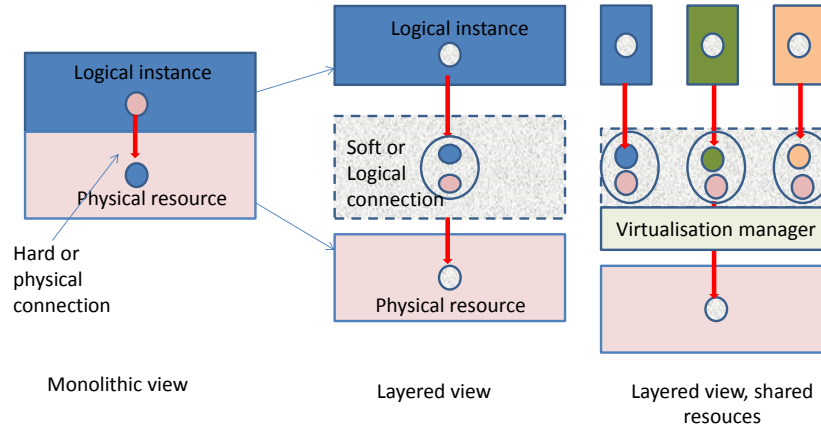 Logical instance
Physical resource
Hard or
physical
connection
Monolithic view
Logical instance
Soft or
Logical
connection
Physical resource
Layered view
Virtualisation manager
Layered view, shared
resouces